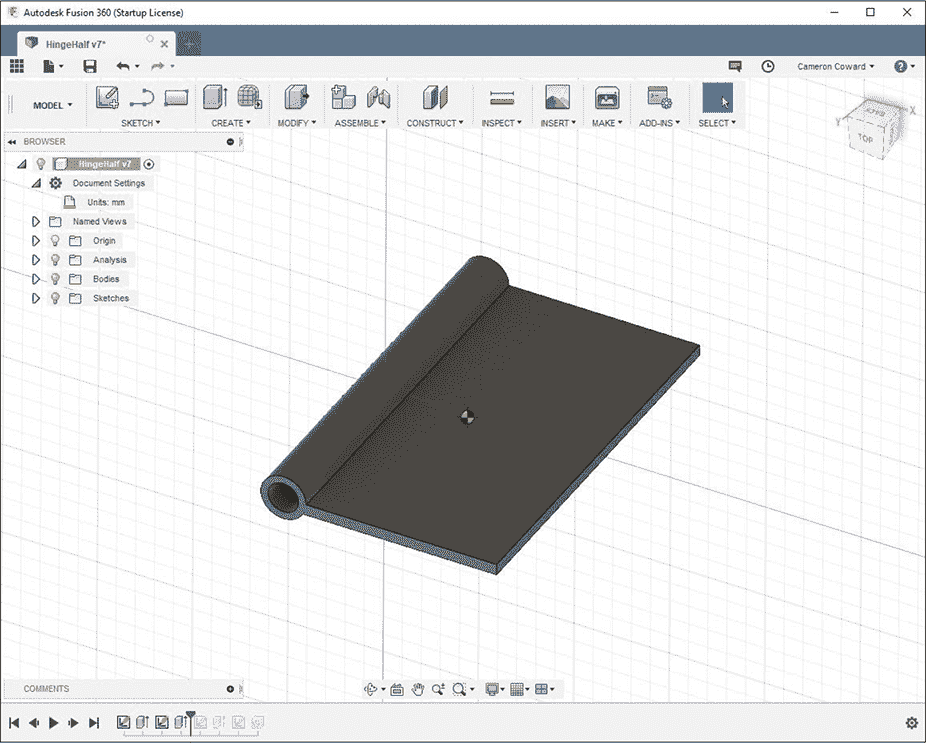 Autodesk Fusion 360 (Startup License)
HingeHalf v7*
Cameron Coward
MODEL
SKETCH CREATE MODIFY ASSEMBLE CONSTRUCT INSPECT INSERT MAKE ADD-INS SELECT
BROWSER
HingeHalf v7
Document Settings
Units: mm
Named Views
Origin
Analysis
Bodies
Sketches
BACK
TOP
X
Y
COMMENTS